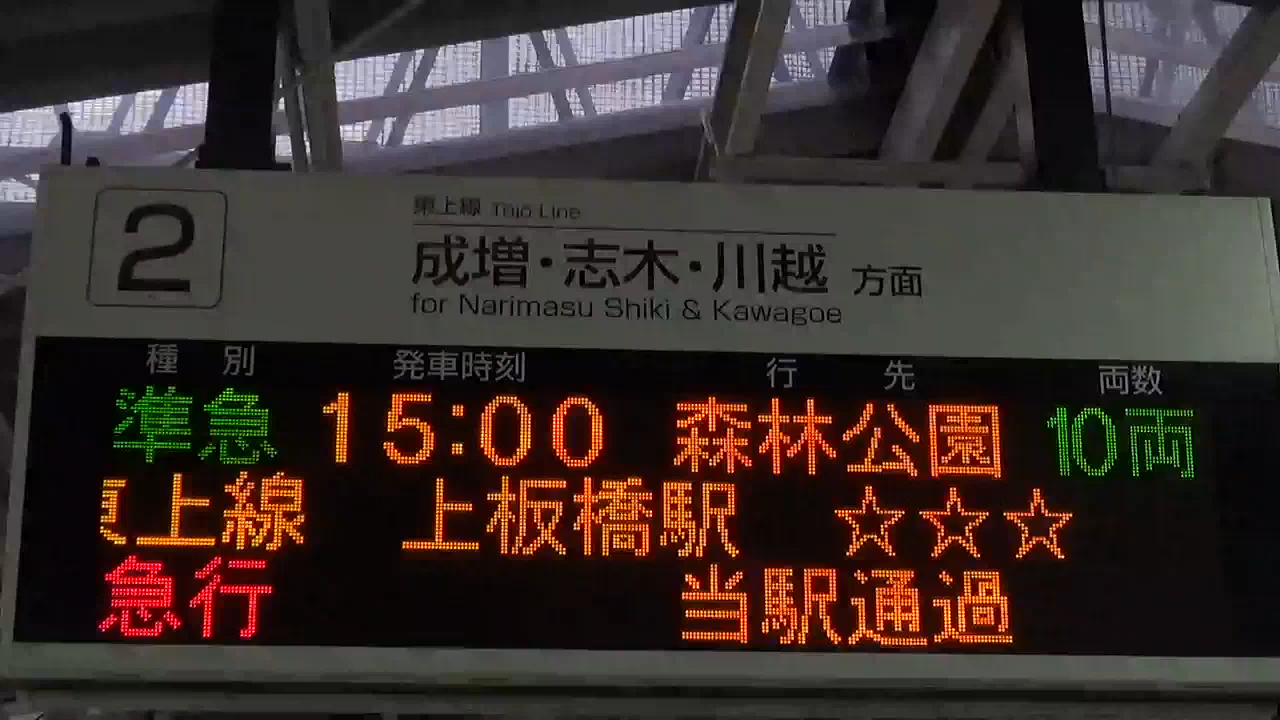 2
東上線 Tojo Line
成増・志木・川越 方面
for Narimasu Shiki & Kawagoe
種別 発車時刻 行先 両数
準急 15:00 森林公園 10両
上線 上板橋駅 ☆☆☆
急行 当駅通過